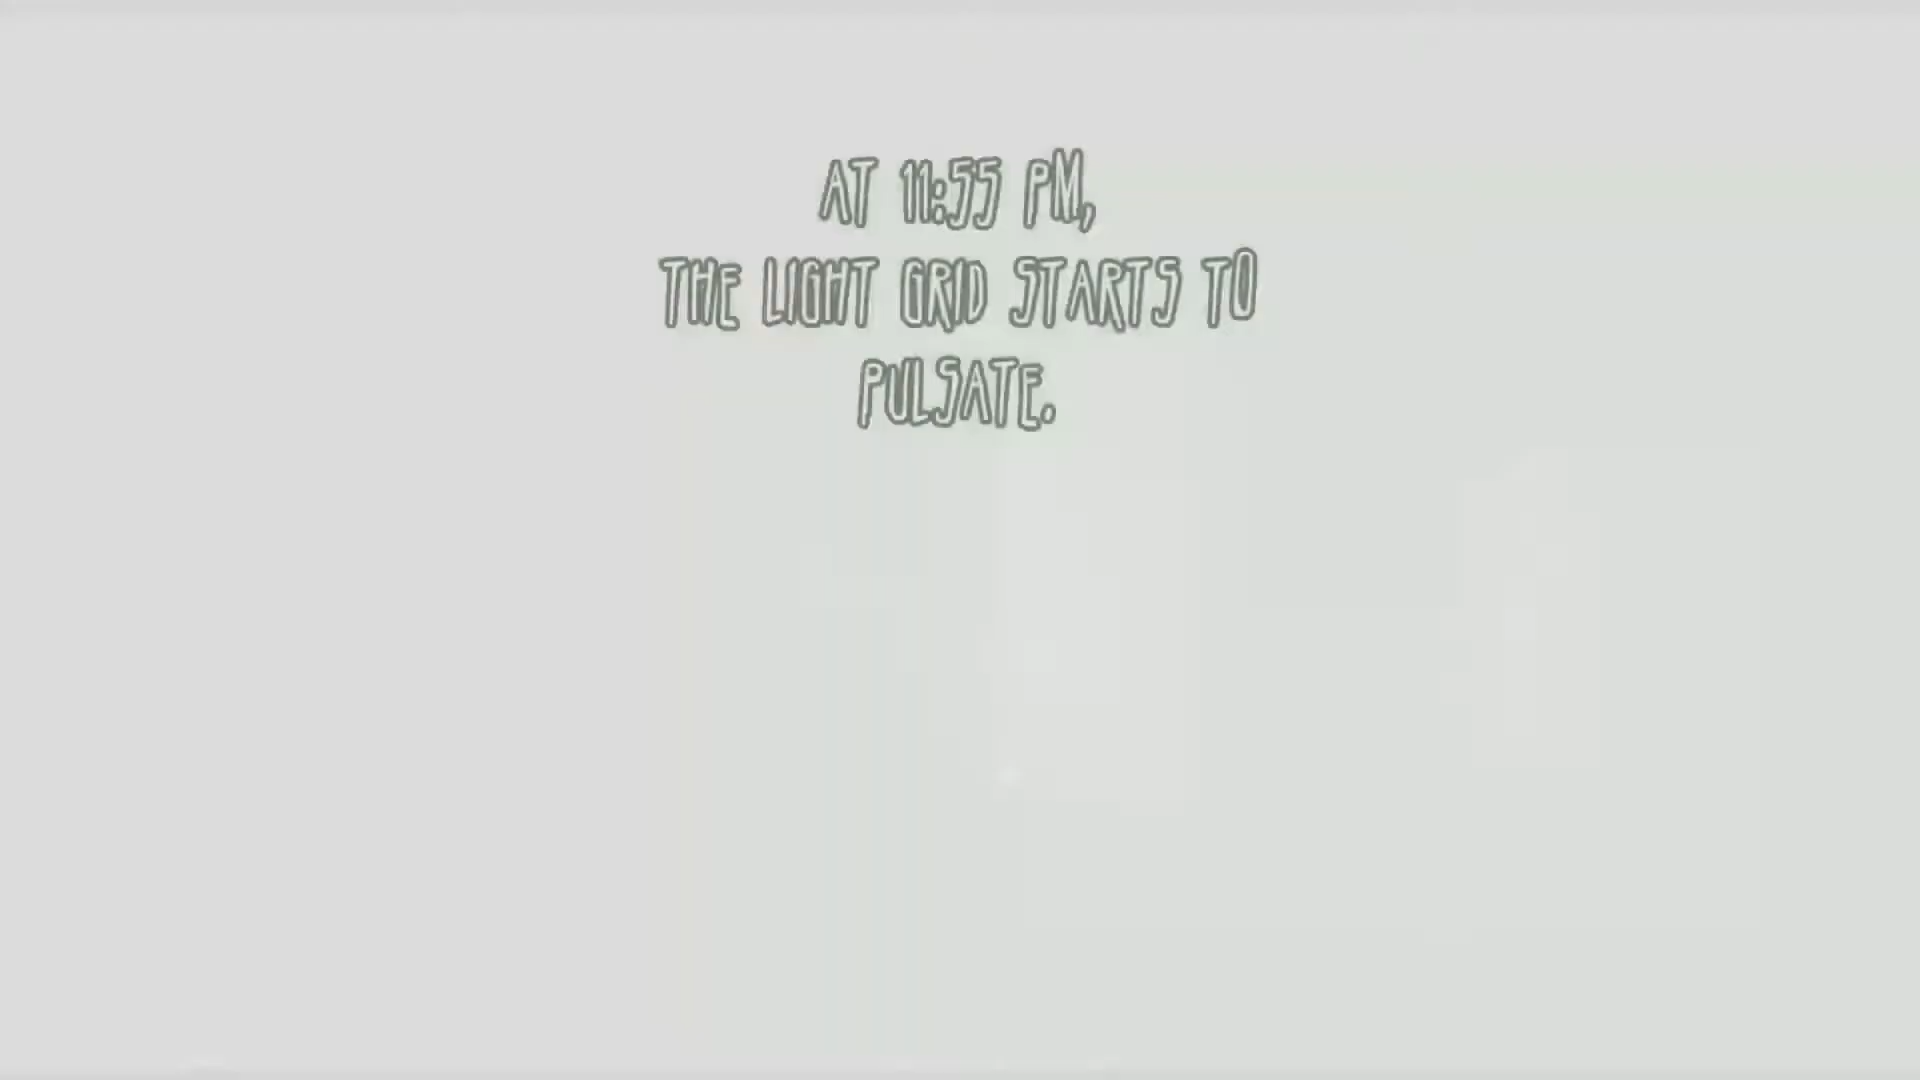 AT 11:55 PM,
THE LIGHT GRID STARTS TO
PULSATE.